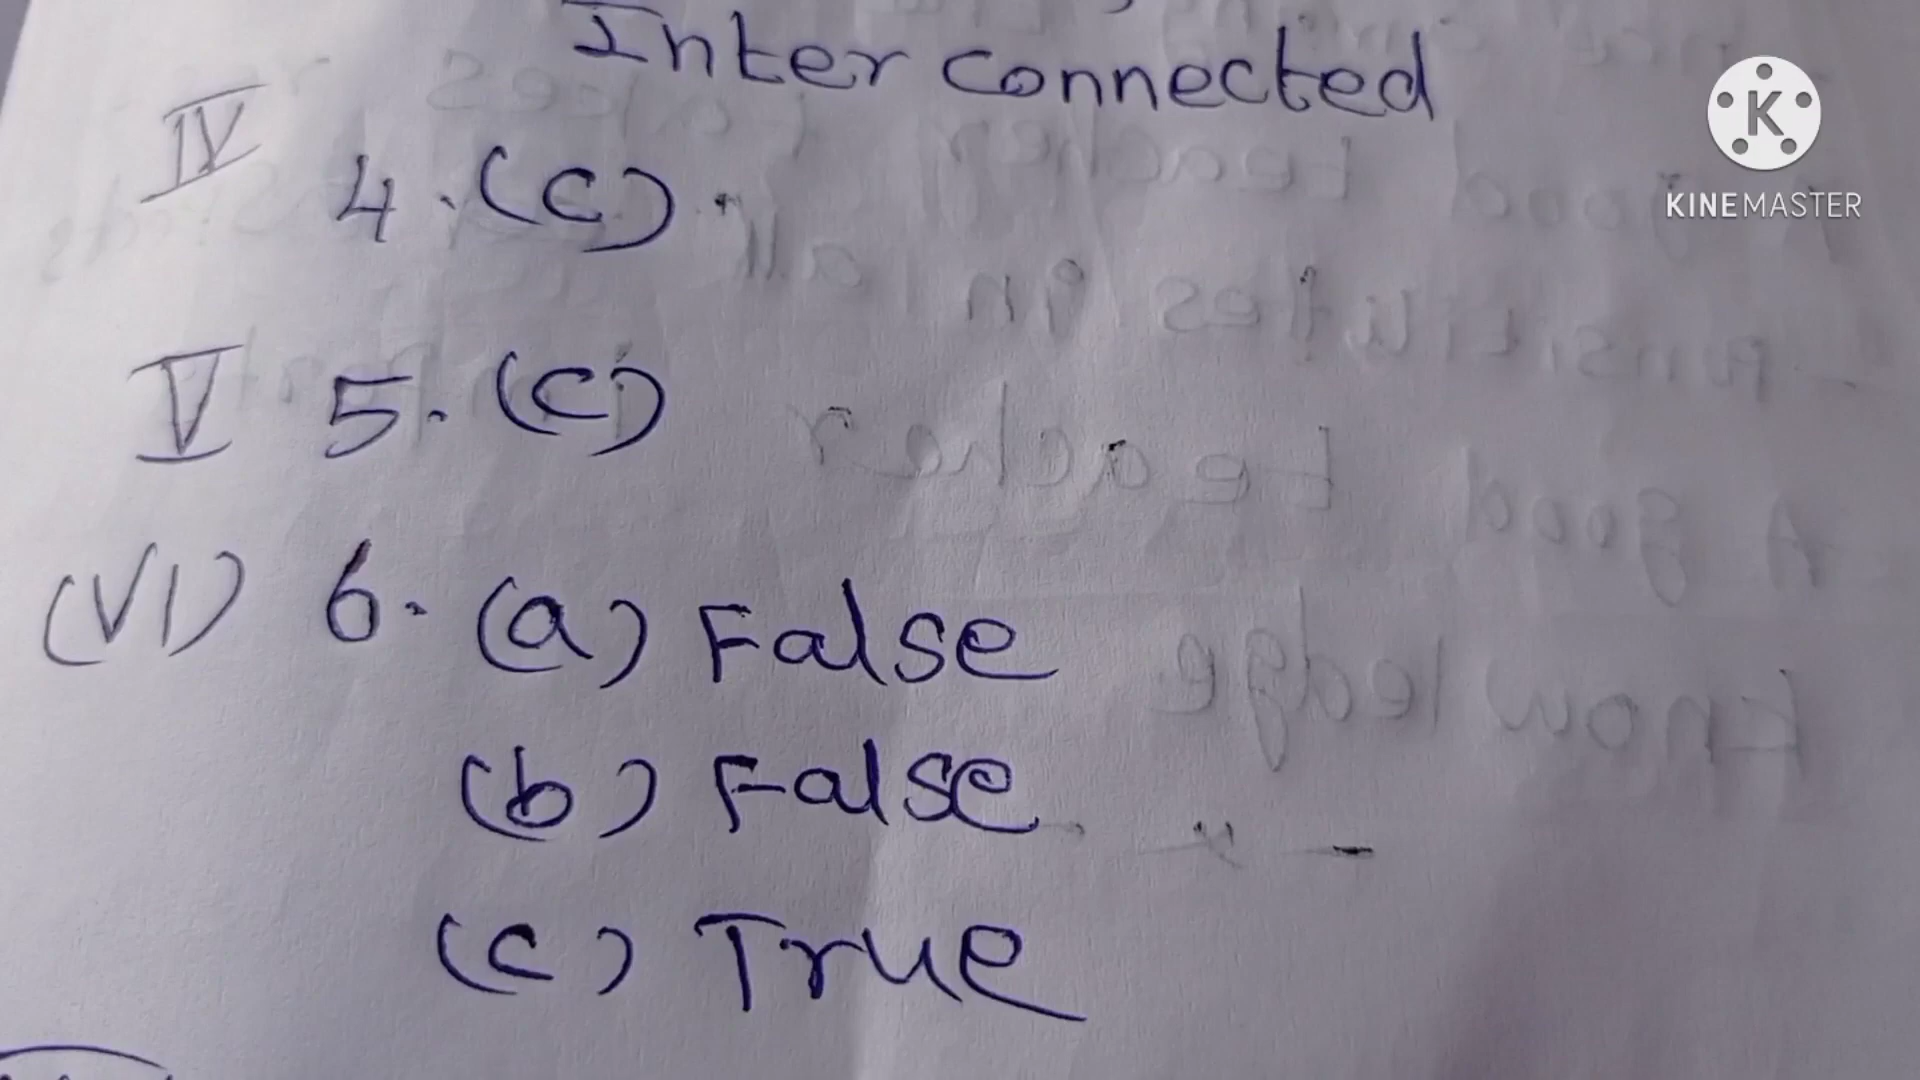 Inter connected
IV 4. (c).
V 5. (c)
(VI) 6. (a) False
(b) False
(c) True
K
KINEMASTER